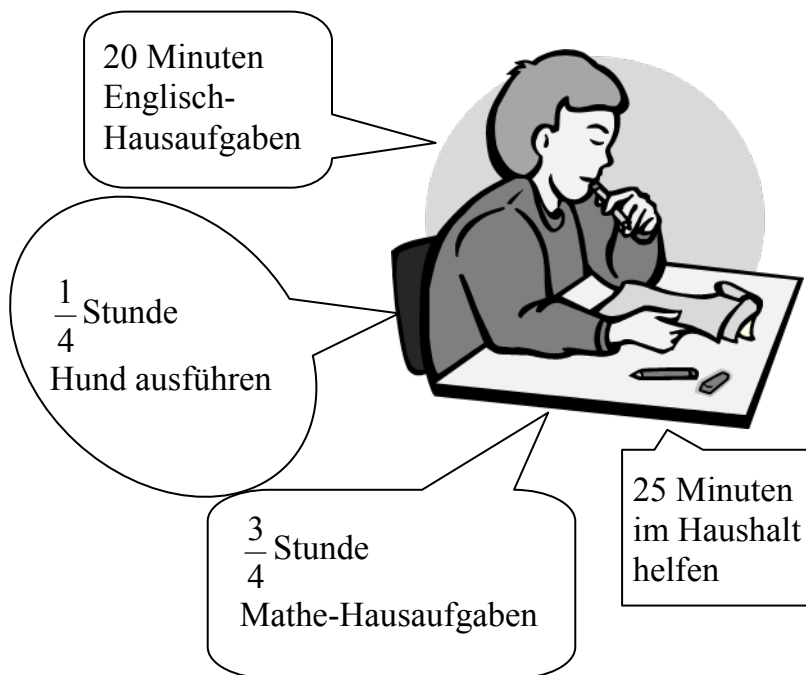 20 Minuten
Englisch-
Hausaufgaben
1/4 Stunde
Hund ausführen
3/4 Stunde
Mathe-Hausaufgaben
25 Minuten
im Haushalt
helfen